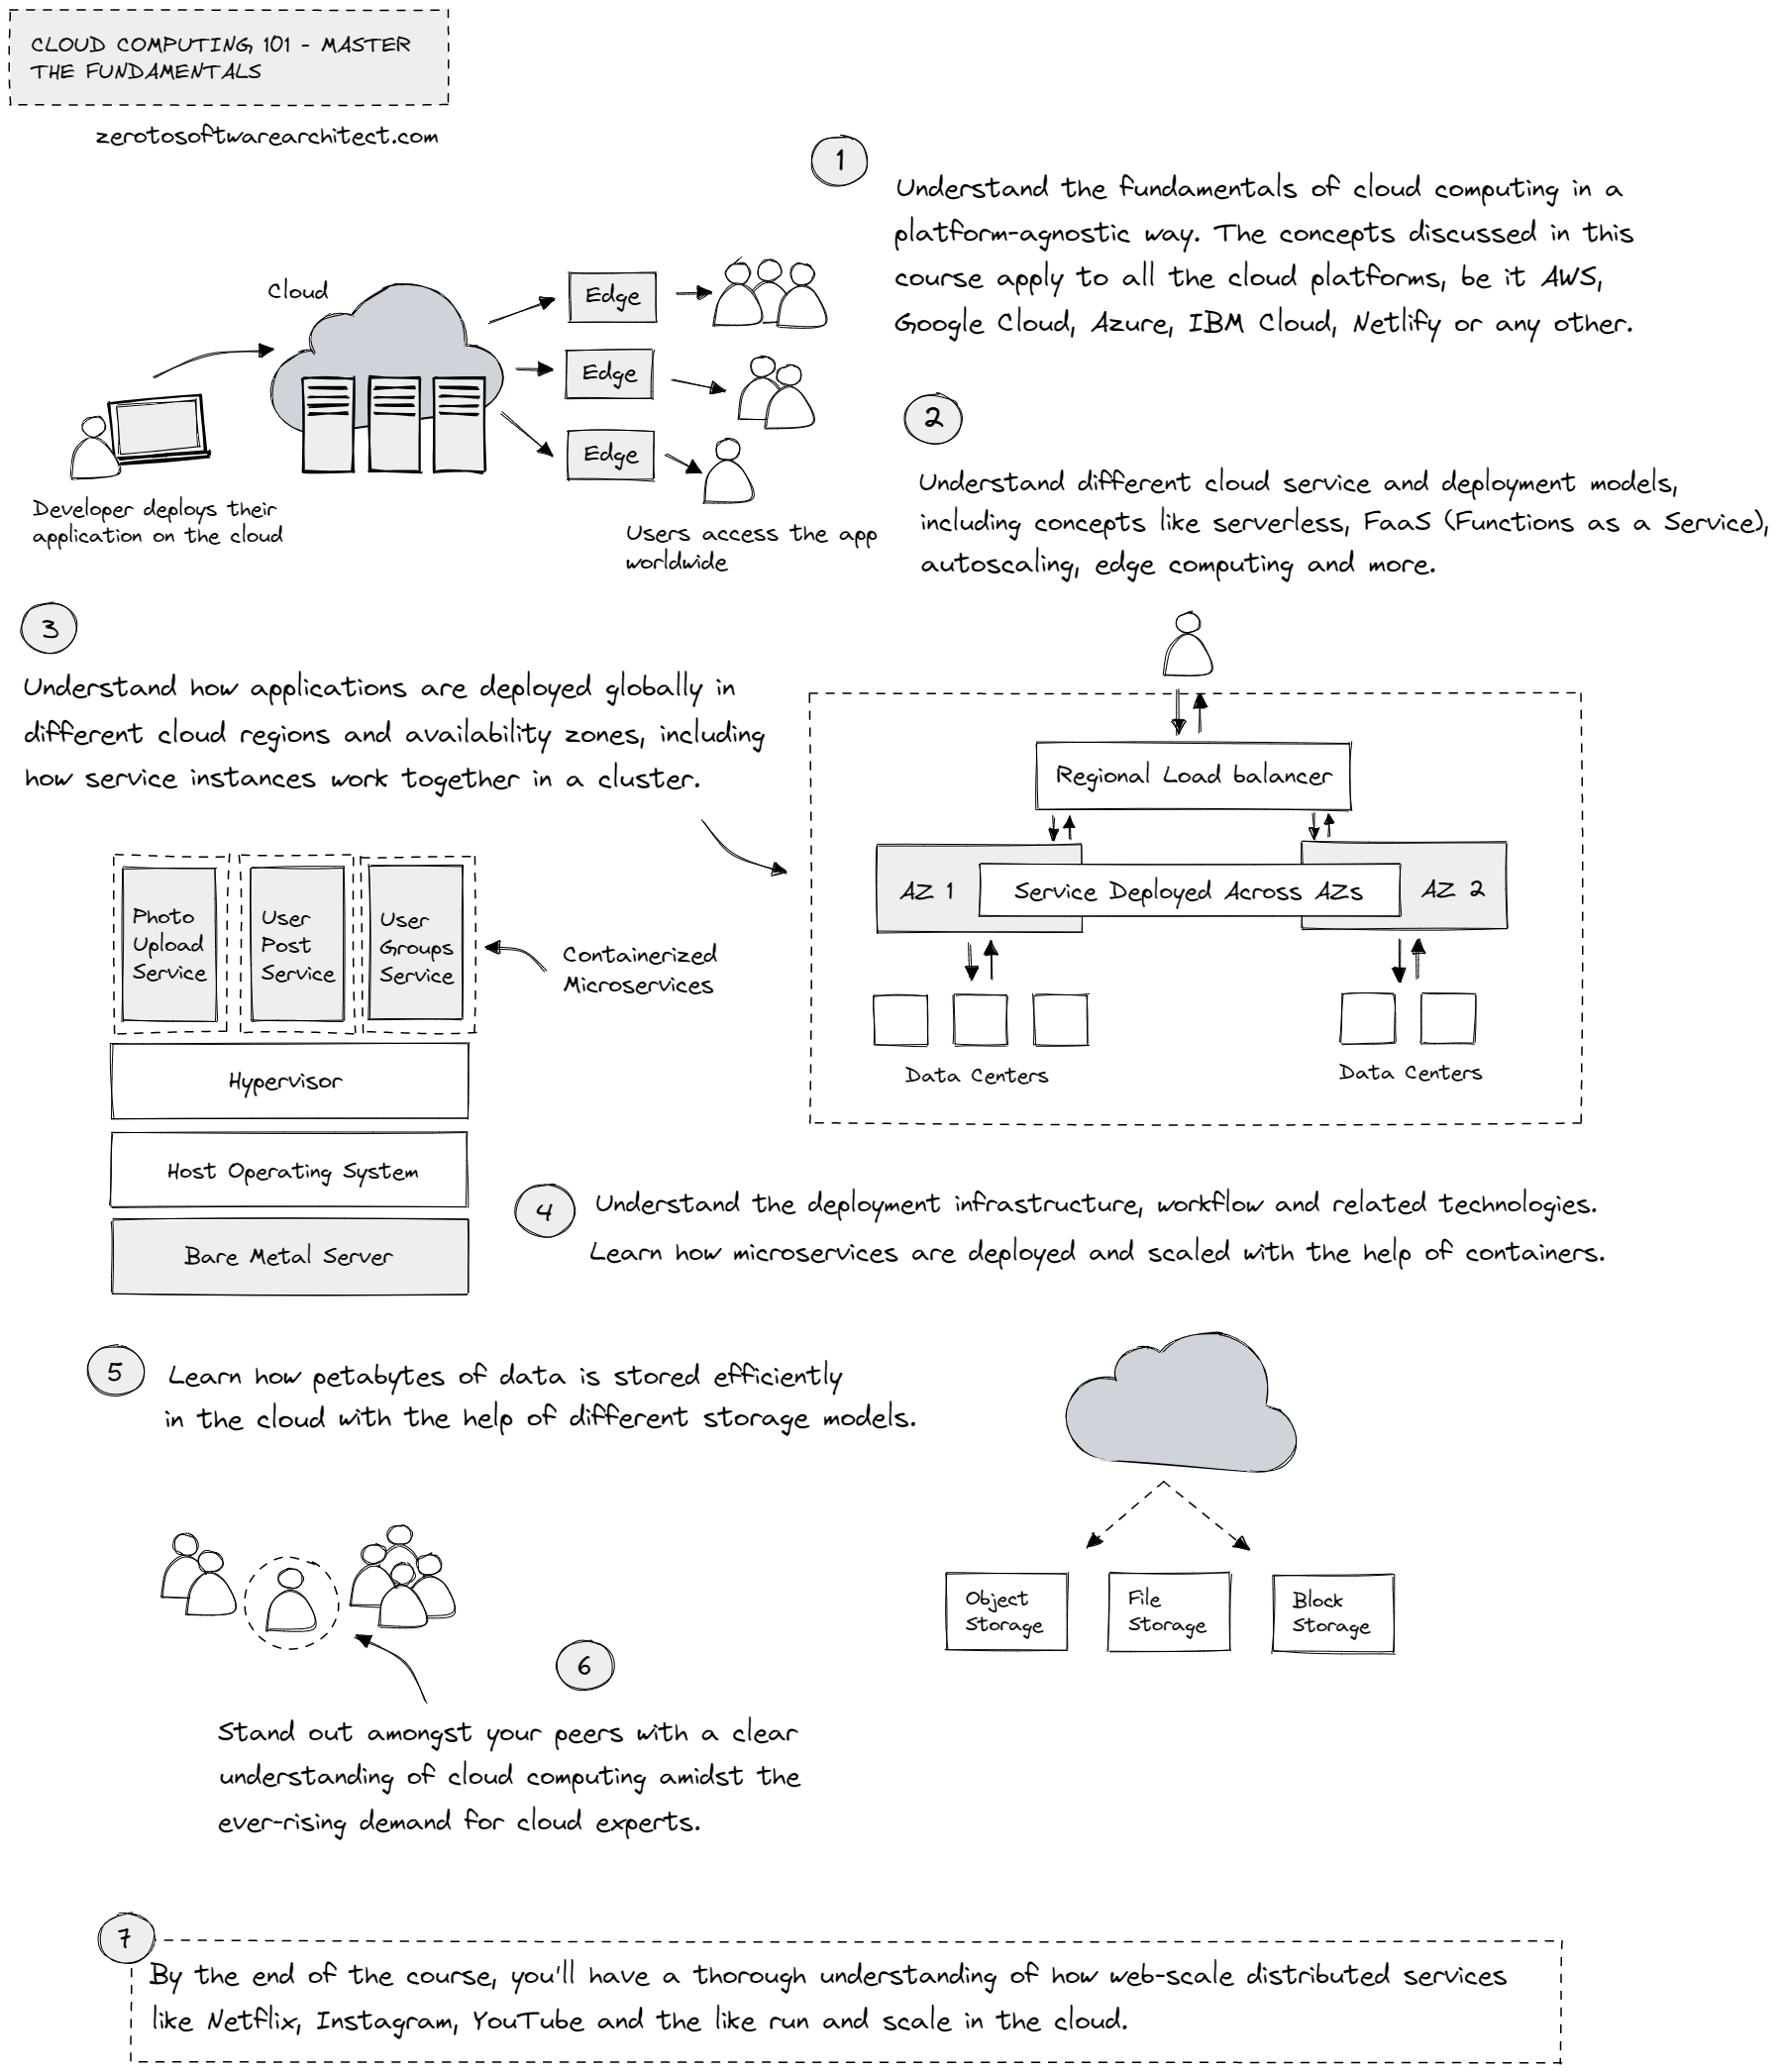 CLOUD COMPUTING 101 - MASTER
THE FUNDAMENTALS
zerotosoftwarearchitect.com
1
Understand the fundamentals of cloud computing in a
platform-agnostic way. The concepts discussed in this
course apply to all the cloud platforms, be it AWS,
Google Cloud, Azure, IBM Cloud, Netlify or any other.
Cloud
Edge
Edge
Edge
Developer deploys their
application on the cloud
Users access the app
worldwide
2
Understand different cloud service and deployment models,
including concepts like serverless, FaaS (Functions as a Service),
autoscaling, edge computing and more.
3
Understand how applications are deployed globally in
different cloud regions and availability zones, including
how service instances work together in a cluster.
Regional Load balancer
AZ 1
Service Deployed Across AZs
AZ 2
Data Centers
Data Centers
Photo
Upload
Service
User
Post
Service
User
Groups
Service
Containerized
Microservices
Hypervisor
Host Operating System
Bare Metal Server
4
Understand the deployment infrastructure, workflow and related technologies.
Learn how microservices are deployed and scaled with the help of containers.
5
Learn how petabytes of data is stored efficiently
in the cloud with the help of different storage models.
Object
Storage
File
Storage
Block
Storage
6
Stand out amongst your peers with a clear
understanding of cloud computing amidst the
ever-rising demand for cloud experts.
7
By the end of the course, you'll have a thorough understanding of how web-scale distributed services
like Netflix, Instagram, YouTube and the like run and scale in the cloud.